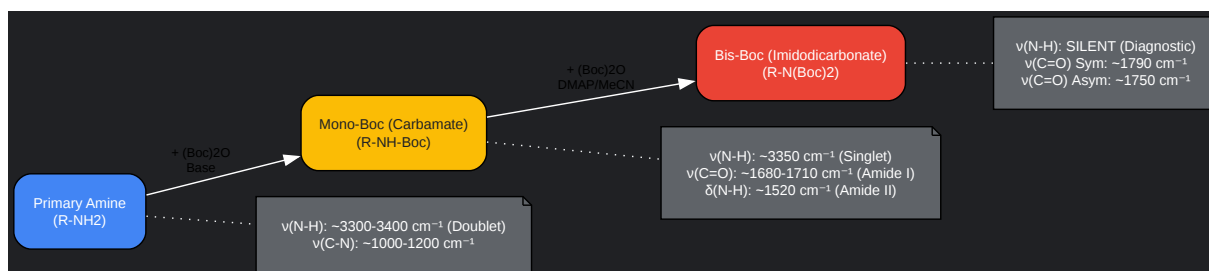 Primary Amine
(R-NH2)
+ (Boc)2O
Base
ν(N-H): ~3300-3400 cm⁻¹ (Doublet)
ν(C-N): ~1000-1200 cm⁻¹
Mono-Boc (Carbamate)
(R-NH-Boc)
+ (Boc)2O
DMAP/MeCN
ν(N-H): ~3350 cm⁻¹ (Singlet)
ν(C=O): ~1680-1710 cm⁻¹ (Amide I)
δ(N-H): ~1520 cm⁻¹ (Amide II)
Bis-Boc (Imidodicarbonate)
(R-N(Boc)2)
ν(N-H): SILENT (Diagnostic)
ν(C=O) Sym: ~1790 cm⁻¹
ν(C=O) Asym: ~1750 cm⁻¹